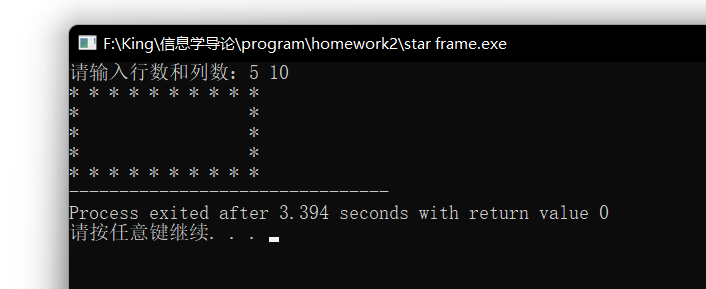 F:\King\信息学导论\program\homework2\star frame.exe
请输入行数和列数：5 10
* * * * * * * * * *
*                 *
*                 *
*                 *
* * * * * * * * * *
--------------------------------
Process exited after 3.394 seconds with return value 0
请按任意键继续. . .